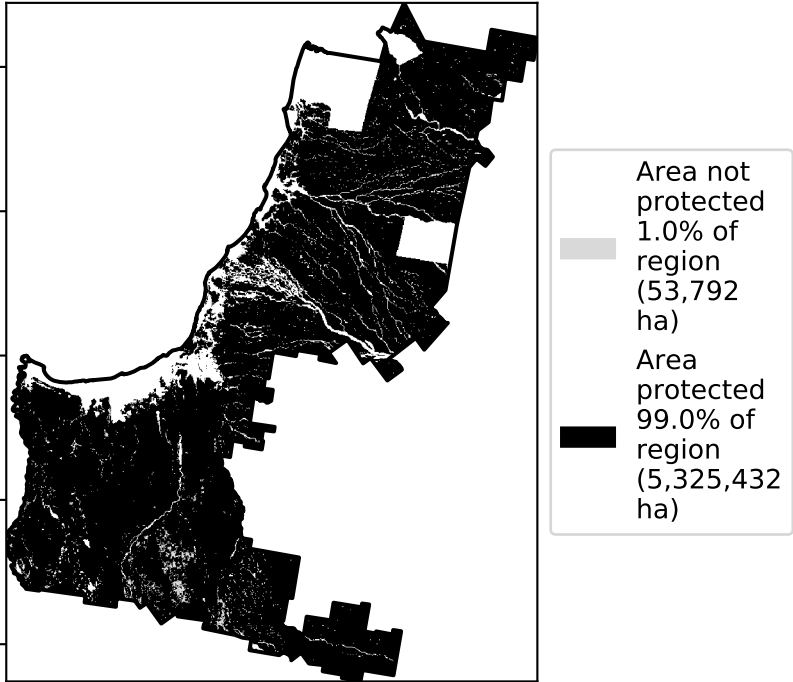 Area not
protected
1.0% of
region
(53,792
ha)
Area
protected
99.0% of
region
(5,325,432
ha)